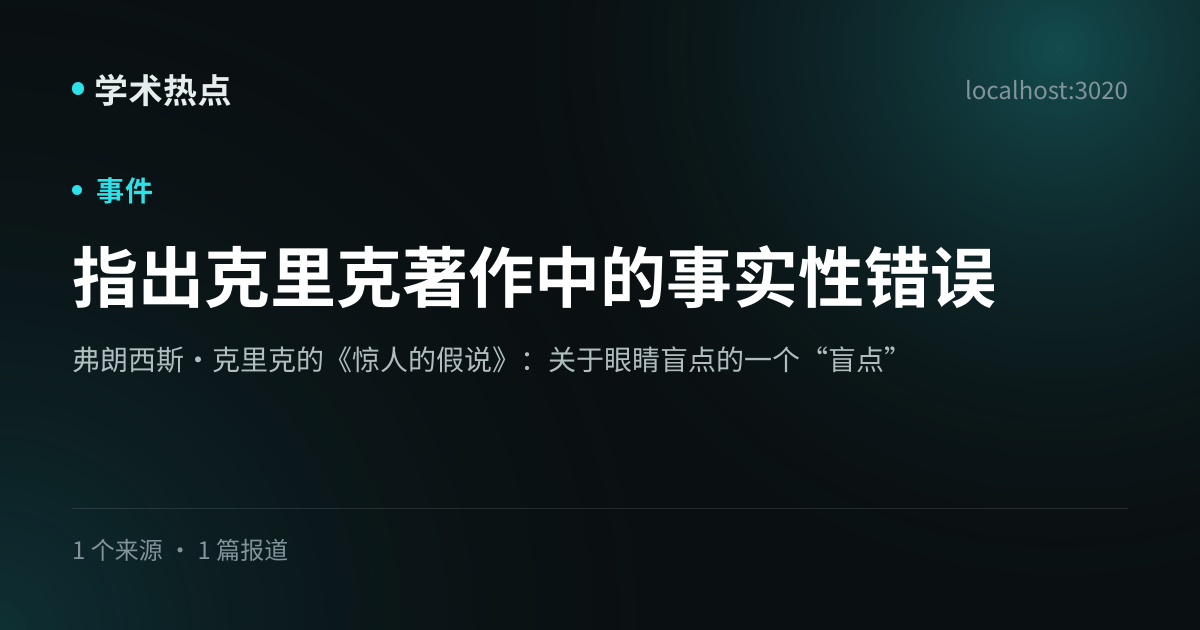 学术热点
localhost:3020
事件
指出克里克著作中的事实性错误
弗朗西斯·克里克的《惊人的假说》：关于眼睛盲点的一个“盲点”
1 个来源 · 1 篇报道